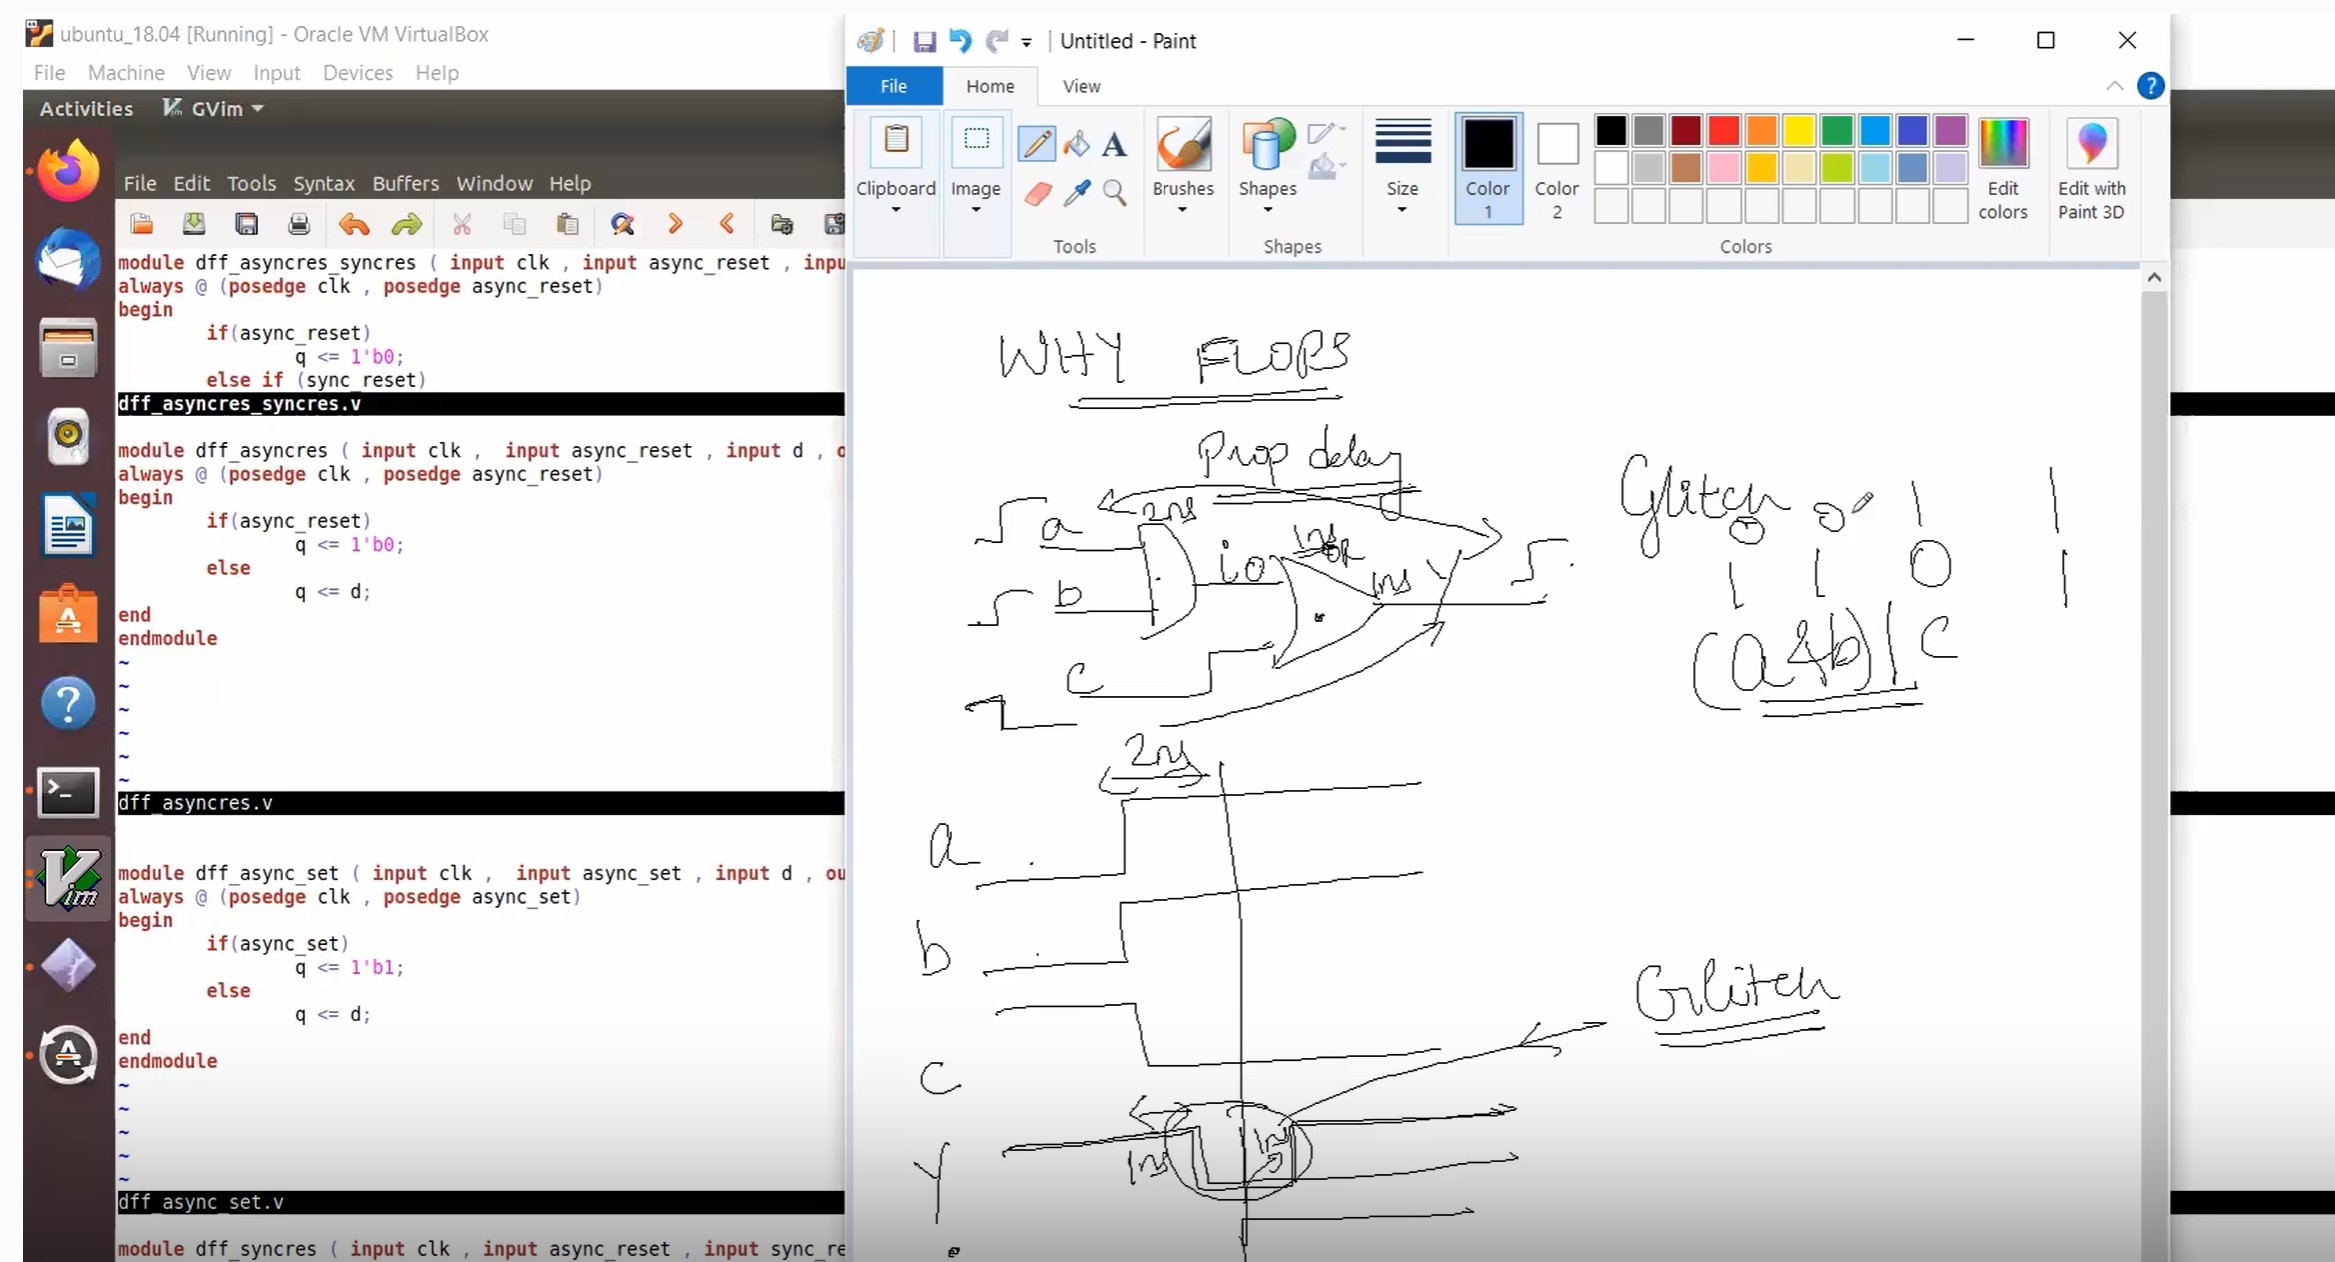 ubuntu_18.04 [Running] - Oracle VM VirtualBox
File Machine View Input Devices Help
Activities GVim
File Edit Tools Syntax Buffers Window Help
module dff_asyncres_syncres ( input clk , input async_reset , inpu
always @ (posedge clk , posedge async_reset)
begin
if(async_reset)
q <= 1'b0;
else if (sync_reset)
dff_asyncres_syncres.v
module dff_asyncres ( input clk , input async_reset , input d , o
always @ (posedge clk , posedge async_reset)
begin
if(async_reset)
q <= 1'b0;
else
q <= d;
end
endmodule
~
~
~
~
~
~
dff_asyncres.v
module dff_async_set ( input clk , input async_set , input d , ou
always @ (posedge clk , posedge async_set)
begin
if(async_set)
q <= 1'b1;
else
q <= d;
end
endmodule
~
~
~
~
~
dff_async_set.v
module dff_syncres ( input clk , input async_reset , input sync_re
Untitled - Paint
File Home View
Clipboard
Image
Tools
Brushes
Shapes
Shapes
Size
Color 1
Color 2
Edit colors
Edit with Paint 3D
Colors
WHY FLOPS
Prop delay
2ns
a
b
i0
1ns
OR
1ns
Y
c
Glitch
0 0 1 1
1 1 0 1
(a&b)|c
2ns
a
b
c
Y
1ns
1ns
Glitch